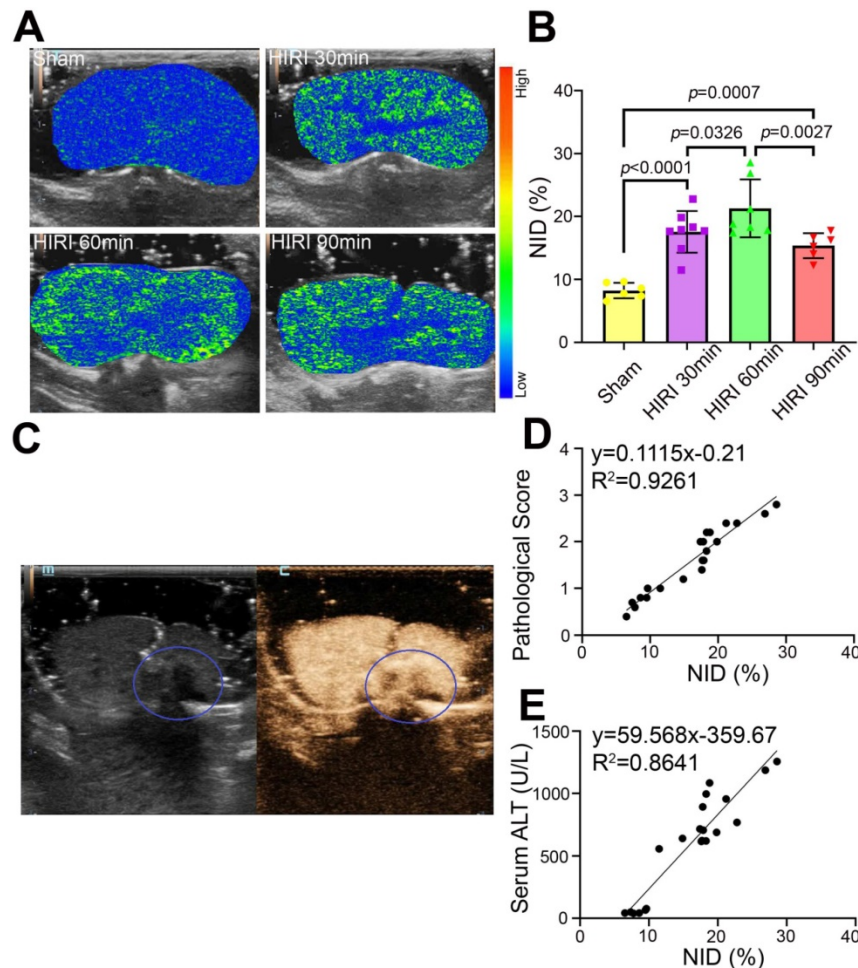 A
Sham
HIRI 30min
HIRI 60min
HIRI 90min
High
Low
B
NID (%)
40
30
20
10
0
p=0.0007
p=0.0326
p=0.0027
p<0.0001
Sham
HIRI 30min
HIRI 60min
HIRI 90min
C
D
y=0.1115x-0.21
R²=0.9261
Pathological Score
4
3
2
1
0
0
10
20
30
40
NID (%)
E
y=59.568x-359.67
R²=0.8641
Serum ALT (U/L)
1500
1000
500
0
0
10
20
30
40
NID (%)